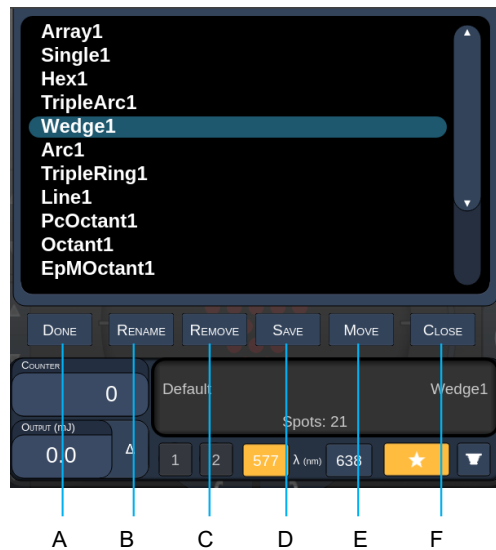 Array1
Single1
Hex1
TripleArc1
Wedge1
Arc1
TripleRing1
Line1
PcOctant1
Octant1
EpMOctant1
DONE RENAME REMOVE SAVE MOVE CLOSE
COUNTER
0
Default Wedge1
Spots: 21
OUTPUT (mJ)
0.0 Δ
1 2 577 λ (nm) 638
A B C D E F